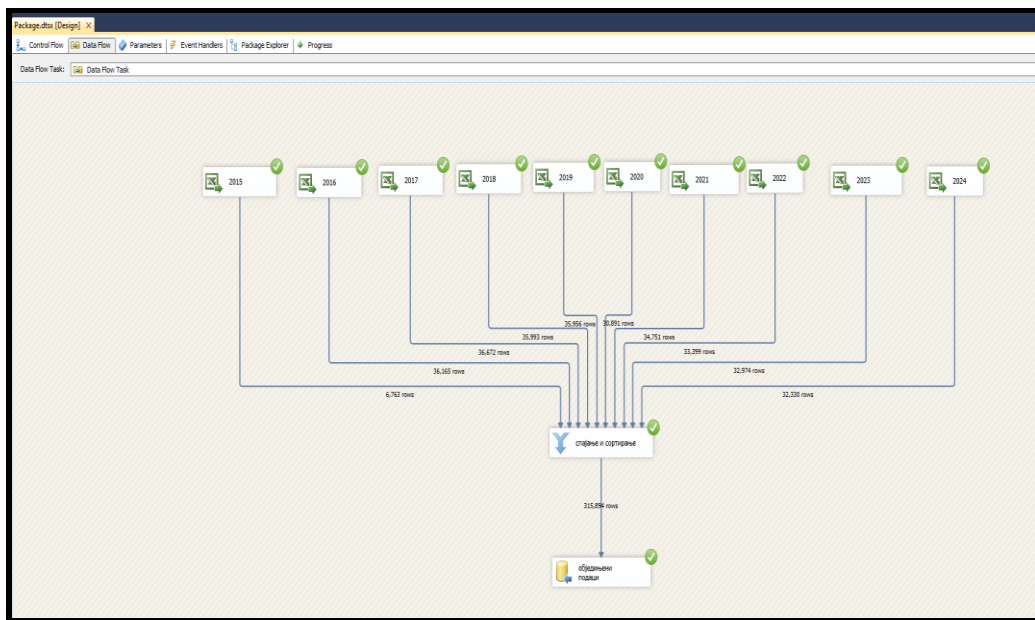 Package.dtsx [Design] X
Control Flow Data Flow Parameters Event Handlers Package Explorer Progress
Data Flow Task: Data Flow Task
2015 2016 2017 2018 2019 2020 2021 2022 2023 2024
35,956 rows 30,891 rows
35,993 rows 34,751 rows
36,672 rows 33,399 rows
36,165 rows 32,974 rows
6,763 rows 32,330 rows
спајање и сортирање
315,894 rows
обједињени
подаци